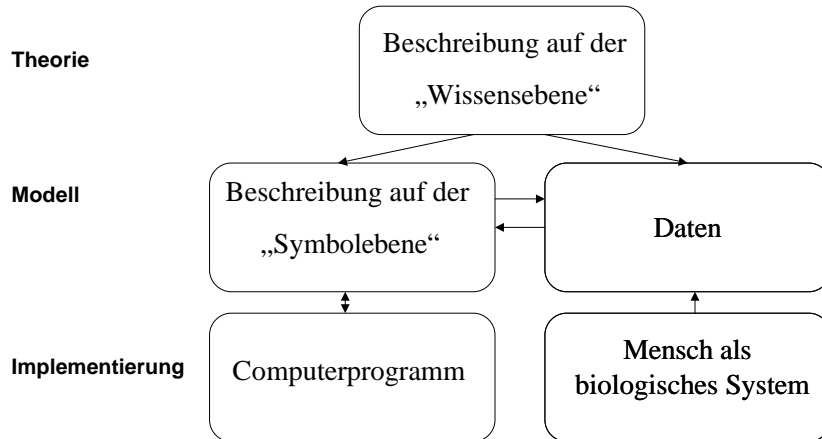 Theorie
Beschreibung auf der
„Wissensebene“
Modell
Beschreibung auf der
„Symbolebene“
Daten
Implementierung
Computerprogramm
Mensch als
biologisches System